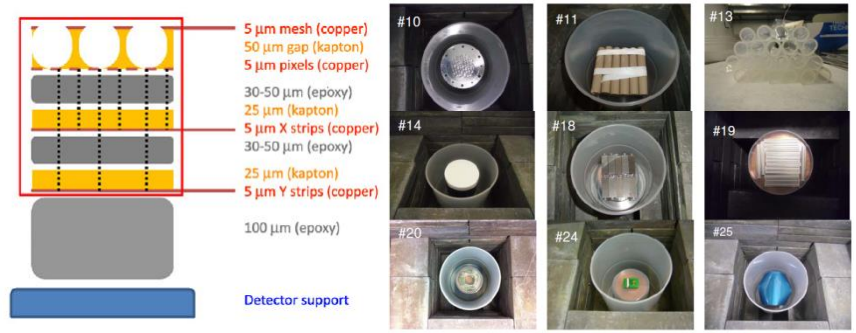 5 µm mesh (copper)
50 µm gap (kapton)
5 µm pixels (copper)
30-50 µm (epoxy)
25 µm (kapton)
5 µm X strips (copper)
30-50 µm (epoxy)
25 µm (kapton)
5 µm Y strips (copper)
100 µm (epoxy)
Detector support
#10
#11
#13
#14
#18
#19
#20
#24
#25